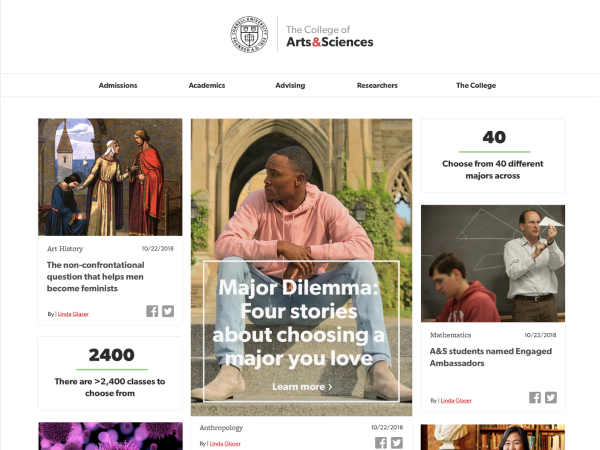 CORNELL UNIVERSITY
FOUNDED A.D. 1865
The College of
Arts&Sciences
Admissions
Academics
Advising
Researchers
The College
Art History
10/22/2018
The non-confrontational
question that helps men
become feminists
By | Linda Glaser
2400
There are >2,400 classes to
choose from
Major Dilemma:
Four stories
about choosing a
major you love
Learn more >
Anthropology
10/22/2018
By | Linda Glaser
40
Choose from 40 different
majors across
Mathematics
10/22/2018
A&S students named Engaged
Ambassadors
By | Linda Glaser